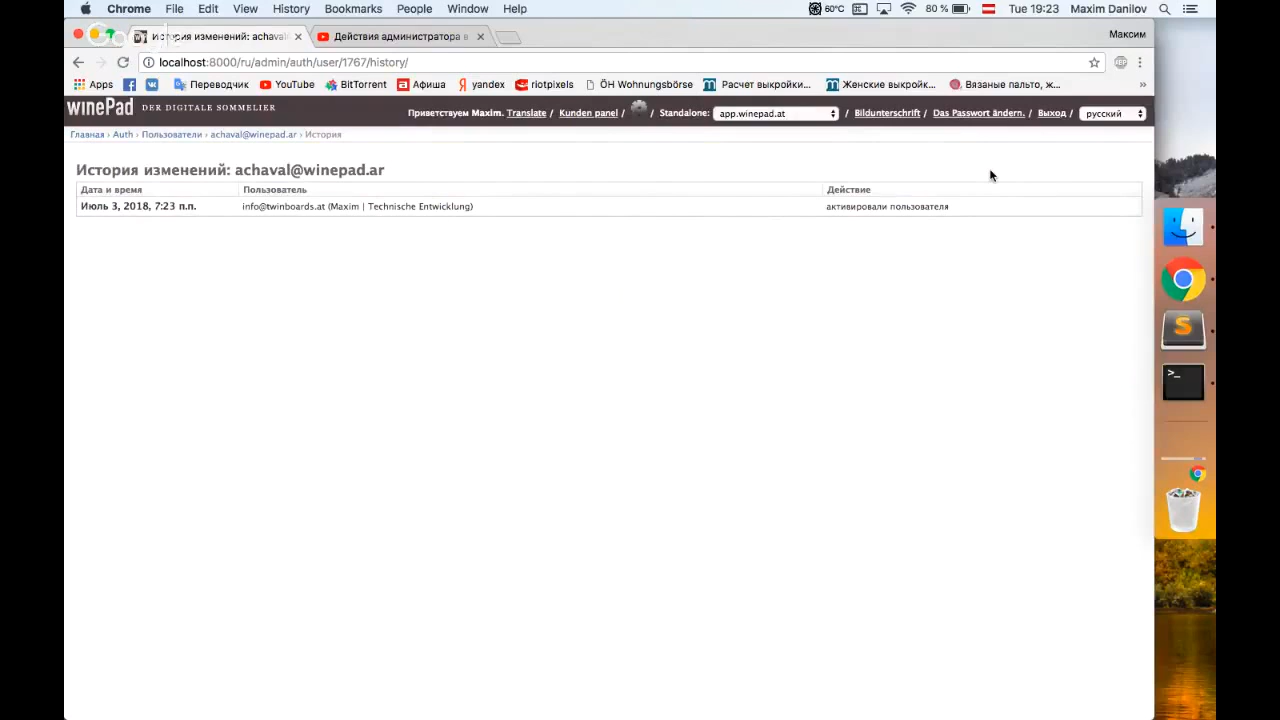 Chrome File Edit View History Bookmarks People Window Help 60°C 80 % Tue 19:23 Maxim Danilov
История изменений: achaval Действия администратора в Максим
localhost:8000/ru/admin/auth/user/1767/history/
Apps Переводчик YouTube BitTorrent Афиша yandex riotpixels ÖH Wohnungsbörse Расчет выкройки... Женские выкройк... Вязаные пальто, ж... »
winePad DER DIGITALE SOMMELIER Приветствуем Maxim. Translate / Kunden panel / / Standalone: app.winepad.at / Bildunterschrift / Das Passwort ändern. / Выход / русский
Главная › Auth › Пользователи › achaval@winepad.ar › История
История изменений: achaval@winepad.ar
Дата и время Пользователь Действие
Июль 3, 2018, 7:23 п.п. info@twinboards.at (Maxim | Technische Entwicklung) активировали пользователя